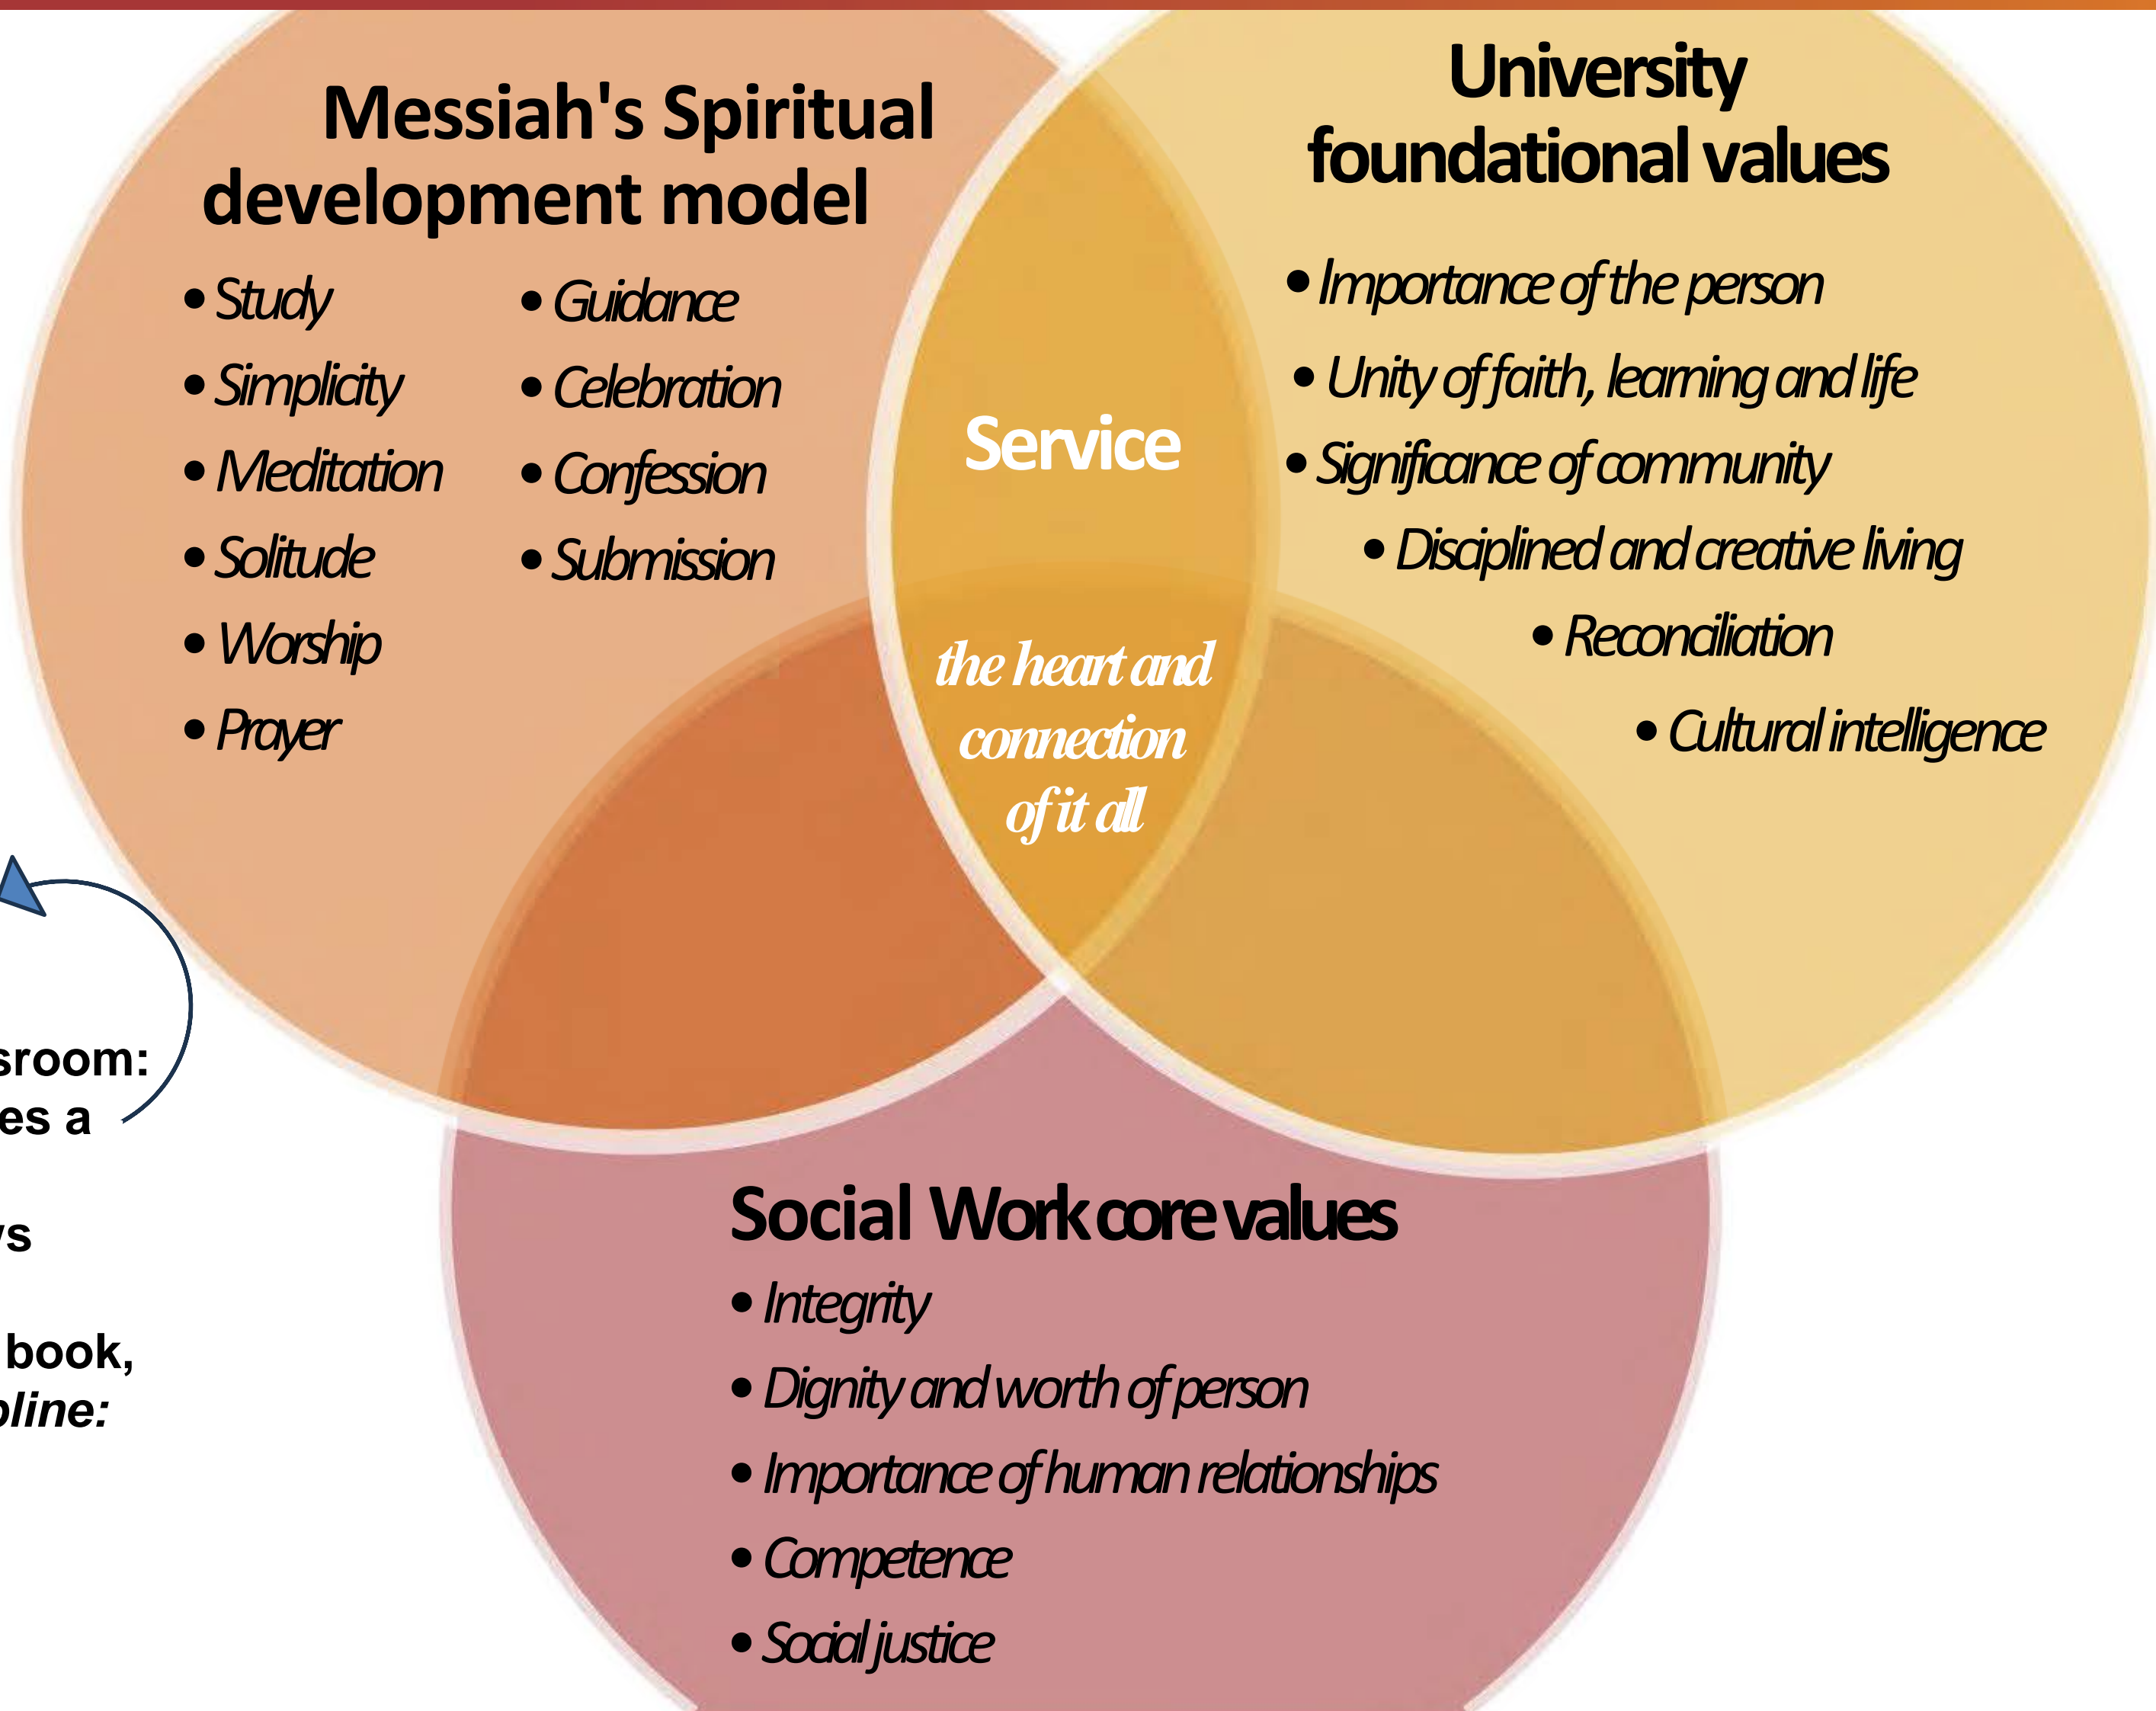 Messiah's Spiritual
development model
• Study
• Simplicity
• Meditation
• Solitude
• Worship
• Prayer
• Guidance
• Celebration
• Confession
• Submission
University
foundational values
• Importance of the person
• Unity of faith, learning and life
• Significance of community
• Disciplined and creative living
• Reconciliation
• Cultural intelligence
Service
the heart and
connection
of it all
sroom:
es a
book,
pline:
Social Work core values
• Integrity
• Dignity and worth of person
• Importance of human relationships
• Competence
• Social justice